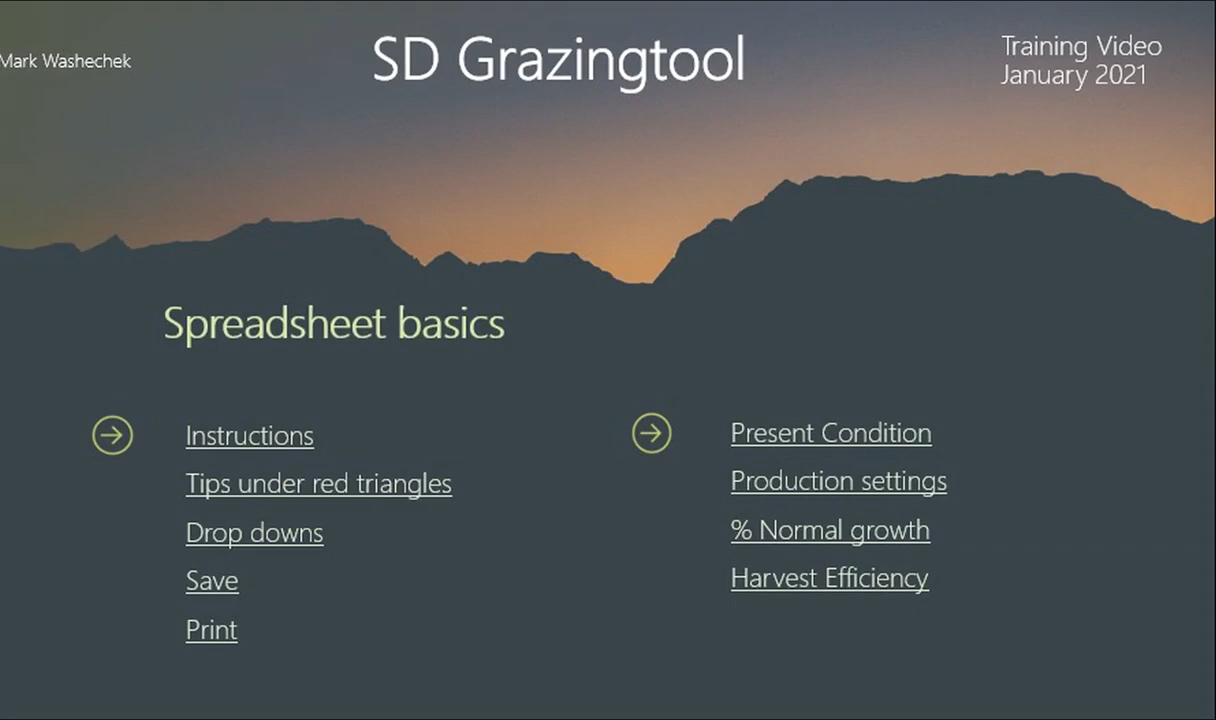 Mark Washechek
SD Grazingtool
Training Video
January 2021
Spreadsheet basics
Instructions
Tips under red triangles
Drop downs
Save
Print
Present Condition
Production settings
% Normal growth
Harvest Efficiency